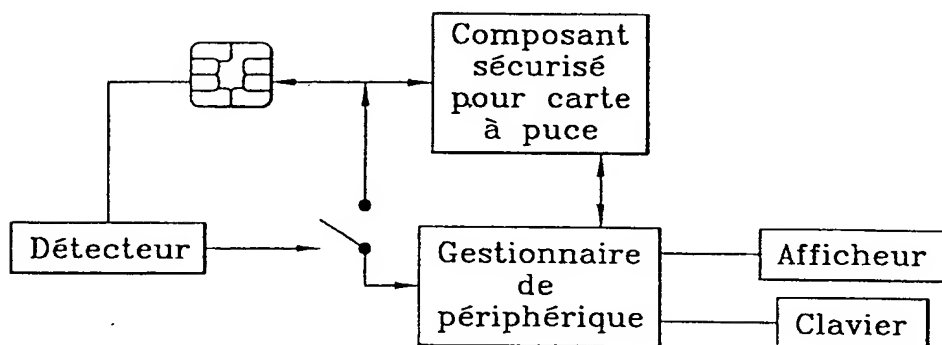 Composant
sécurisé
pour carte
à puce
Détecteur
Gestionnaire
de
périphérique
Afficheur
Clavier